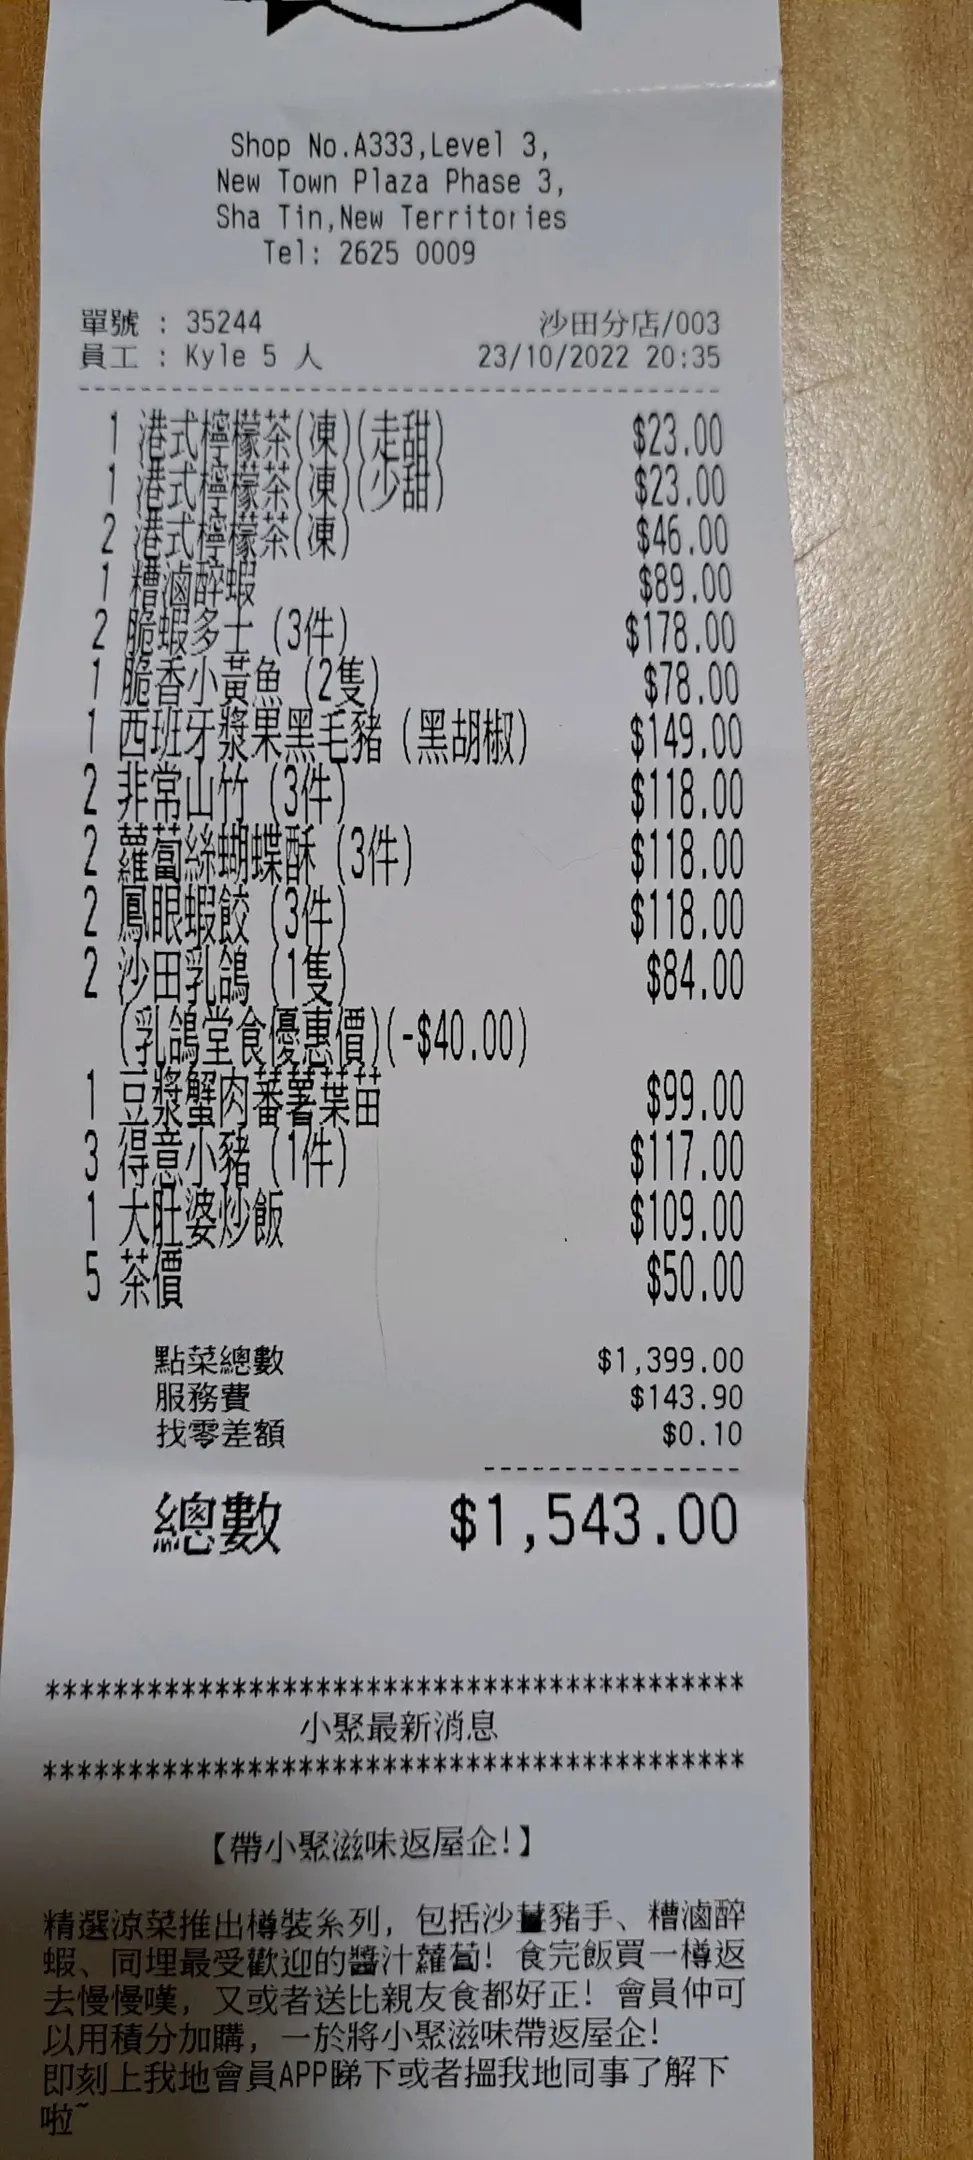 Shop No.A333,Level 3,
New Town Plaza Phase 3,
Sha Tin,New Territories
Tel: 2625 0009
單號 : 35244 沙田分店/003
員工 : Kyle 5 人 23/10/2022 20:35
1 港式檸檬茶(凍)(走甜) $23.00
1 港式檸檬茶(凍)(少甜) $23.00
2 港式檸檬茶(凍) $46.00
1 糟滷醉蝦 $89.00
2 脆蝦多士 (3件) $178.00
1 脆香小黃魚 (2隻) $78.00
1 西班牙漿果黑毛豬 (黑胡椒) $149.00
2 非常山竹 (3件) $118.00
2 蘿蔔絲蝴蝶酥 (3件) $118.00
2 鳳眼蝦餃 (3件) $118.00
2 沙田乳鴿 (1隻) $84.00
(乳鴿堂食優惠價)(-$40.00)
1 豆漿蟹肉蕃薯葉苗 $99.00
3 得意小豬 (1件) $117.00
1 大肚婆炒飯 $109.00
5 茶價 $50.00
點菜總數 $1,399.00
服務費 $143.90
找零差額 $0.10
總數 $1,543.00
******************************************
小聚最新消息
******************************************
【帶小聚滋味返屋企!】
精選涼菜推出樽裝系列, 包括沙薑豬手、糟滷醉
蝦、同埋最受歡迎的醬汁蘿蔔! 食完飯買一樽返
去慢慢嘆, 又或者送比親友食都好正! 會員仲可
以用積分加購, 一於將小聚滋味帶返屋企!
即刻上我地會員APP睇下或者搵我地同事了解下
啦~